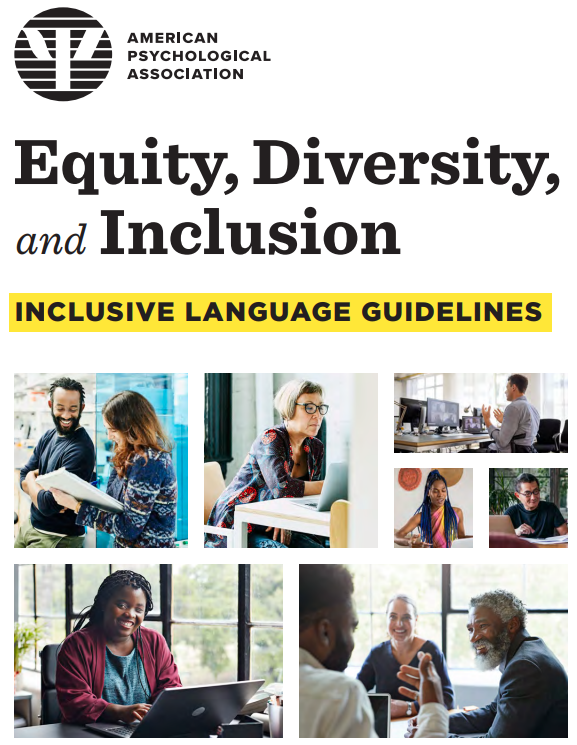 AMERICAN
PSYCHOLOGICAL
ASSOCIATION
Equity, Diversity,
and Inclusion
INCLUSIVE LANGUAGE GUIDELINES